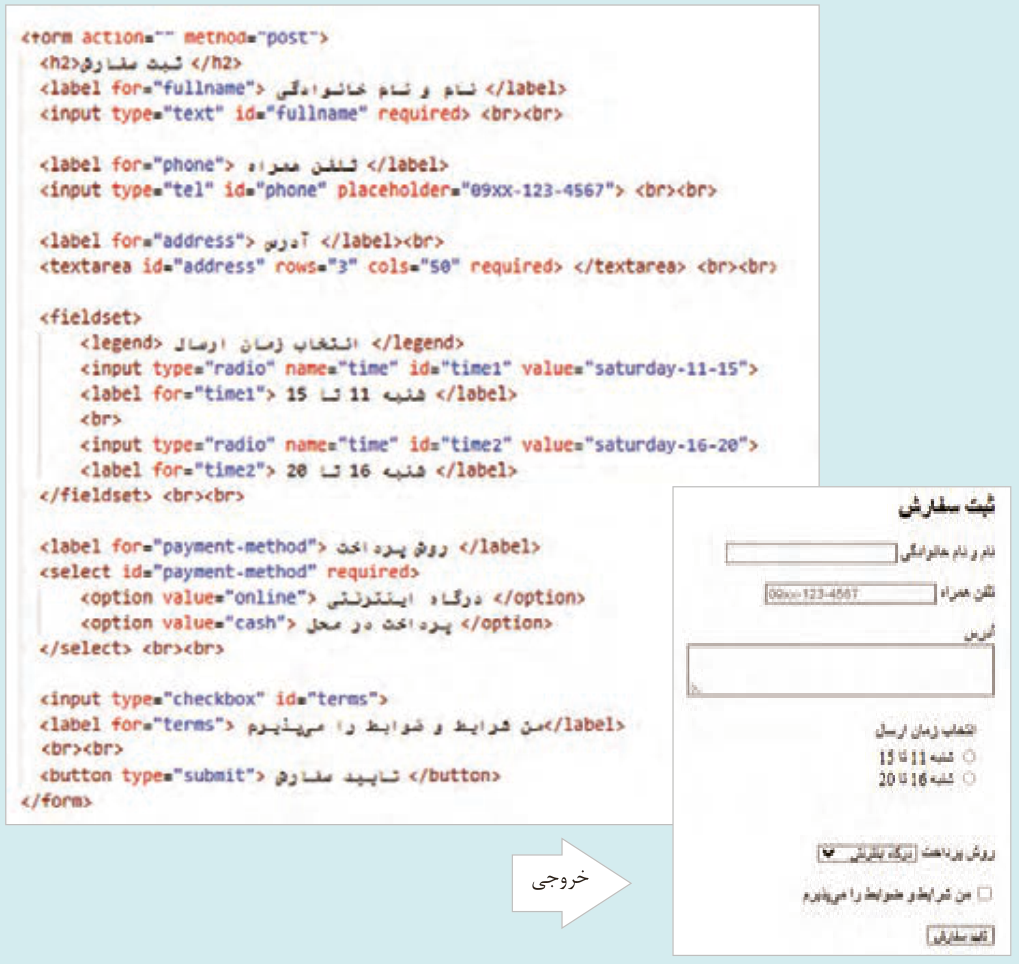 <form action="" method="post">
<h2>ثبت سفارش</h2>
<label for="fullname"> نام و نام خانوادگی </label>
<input type="text" id="fullname" required> <br><br>
<label for="phone"> تلفن همراه </label>
<input type="tel" id="phone" placeholder="09xx-123-4567"> <br><br>
<label for="address"> آدرس </label><br>
<textarea id="address" rows="3" cols="50" required> </textarea> <br><br>
<fieldset>
<legend> انتخاب زمان ارسال </legend>
<input type="radio" name="time" id="time1" value="saturday-11-15">
<label for="time1"> شنبه 11 تا 15 </label>
<br>
<input type="radio" name="time" id="time2" value="saturday-16-20">
<label for="time2"> شنبه 16 تا 20 </label>
</fieldset> <br><br>
<label for="payment-method"> روش پرداخت </label>
<select id="payment-method" required>
<option value="online"> درگاه اینترنتی </option>
<option value="cash"> پرداخت در محل </option>
</select> <br><br>
<input type="checkbox" id="terms">
<label for="terms"> من شرایط و ضوابط را می‌پذیرم</label>
<br><br>
<button type="submit"> تایید سفارش </button>
</form>
خروجی
ثبت سفارش
نام و نام خانوادگی
تلفن همراه 09xx-123-4567
آدرس
انتخاب زمان ارسال
شنبه 11 تا 15
شنبه 16 تا 20
روش پرداخت درگاه اینترنتی
من شرایط و ضوابط را می‌پذیرم
تایید سفارش